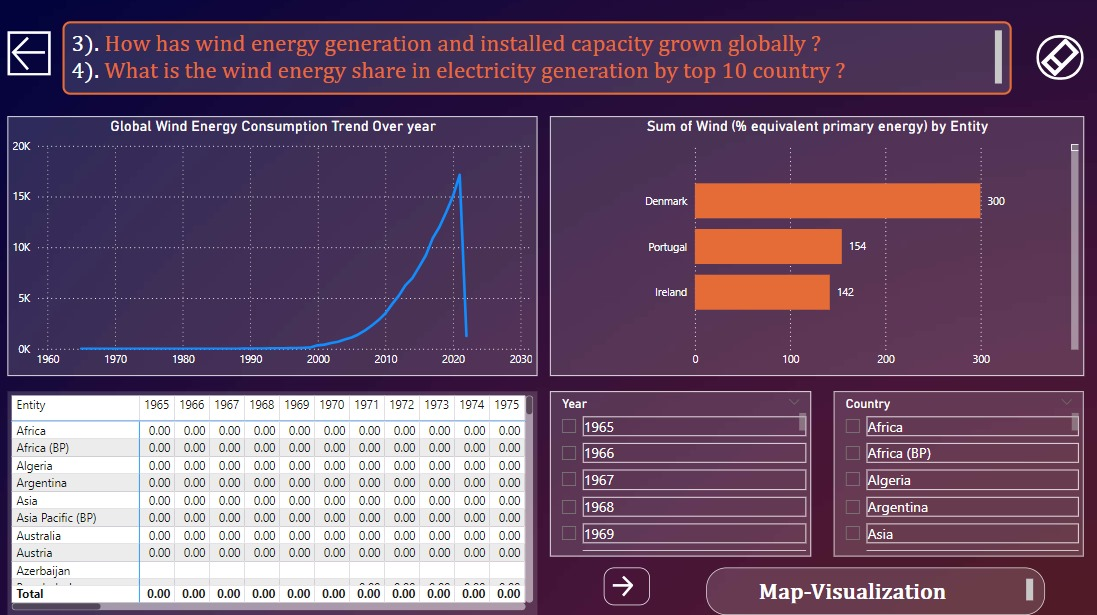 3). How has wind energy generation and installed capacity grown globally ?
4). What is the wind energy share in electricity generation by top 10 country ?
Global Wind Energy Consumption Trend Over year
20K
15K
10K
5K
0K
1960 1970 1980 1990 2000 2010 2020 2030
Sum of Wind (% equivalent primary energy) by Entity
Denmark 300
Portugal 154
Ireland 142
0 100 200 300
Entity 1965 1966 1967 1968 1969 1970 1971 1972 1973 1974 1975
Africa 0.00 0.00 0.00 0.00 0.00 0.00 0.00 0.00 0.00 0.00 0.00
Africa (BP) 0.00 0.00 0.00 0.00 0.00 0.00 0.00 0.00 0.00 0.00 0.00
Algeria 0.00 0.00 0.00 0.00 0.00 0.00 0.00 0.00 0.00 0.00 0.00
Argentina 0.00 0.00 0.00 0.00 0.00 0.00 0.00 0.00 0.00 0.00 0.00
Asia 0.00 0.00 0.00 0.00 0.00 0.00 0.00 0.00 0.00 0.00 0.00
Asia Pacific (BP) 0.00 0.00 0.00 0.00 0.00 0.00 0.00 0.00 0.00 0.00 0.00
Australia 0.00 0.00 0.00 0.00 0.00 0.00 0.00 0.00 0.00 0.00 0.00
Austria 0.00 0.00 0.00 0.00 0.00 0.00 0.00 0.00 0.00 0.00 0.00
Azerbaijan
0.00 0.00 0.00 0.00 0.00
Total 0.00 0.00 0.00 0.00 0.00 0.00 0.00 0.00 0.00 0.00 0.00
Year
1965
1966
1967
1968
1969
Country
Africa
Africa (BP)
Algeria
Argentina
Asia
Map-Visualization